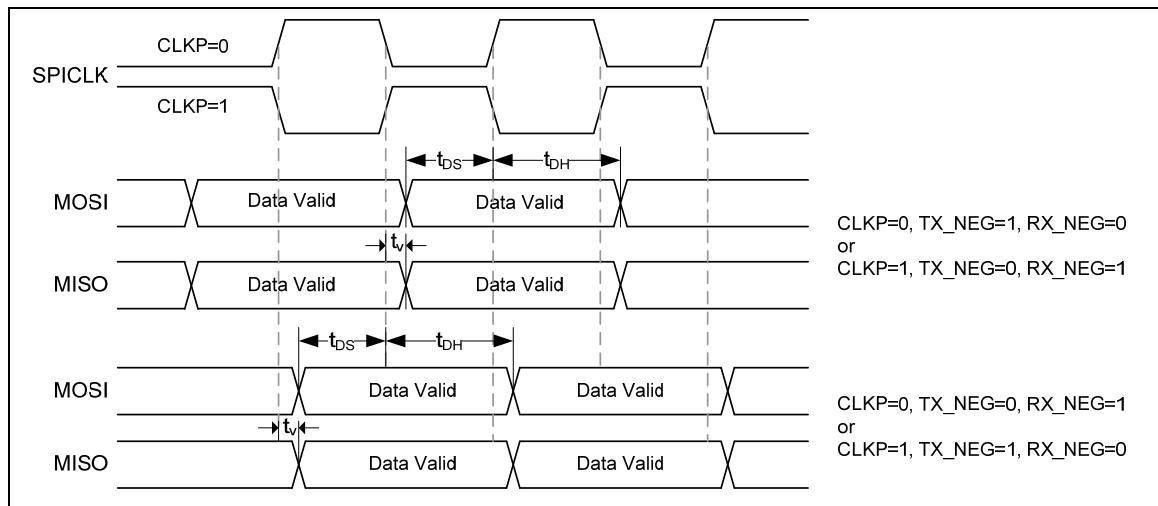 CLKP=0
SPICLK
CLKP=1
tDS
tDH
MOSI
Data Valid
Data Valid
tV
MISO
Data Valid
Data Valid
CLKP=0, TX_NEG=1, RX_NEG=0
or
CLKP=1, TX_NEG=0, RX_NEG=1
tDS
tDH
MOSI
Data Valid
Data Valid
tV
MISO
Data Valid
Data Valid
CLKP=0, TX_NEG=0, RX_NEG=1
or
CLKP=1, TX_NEG=1, RX_NEG=0